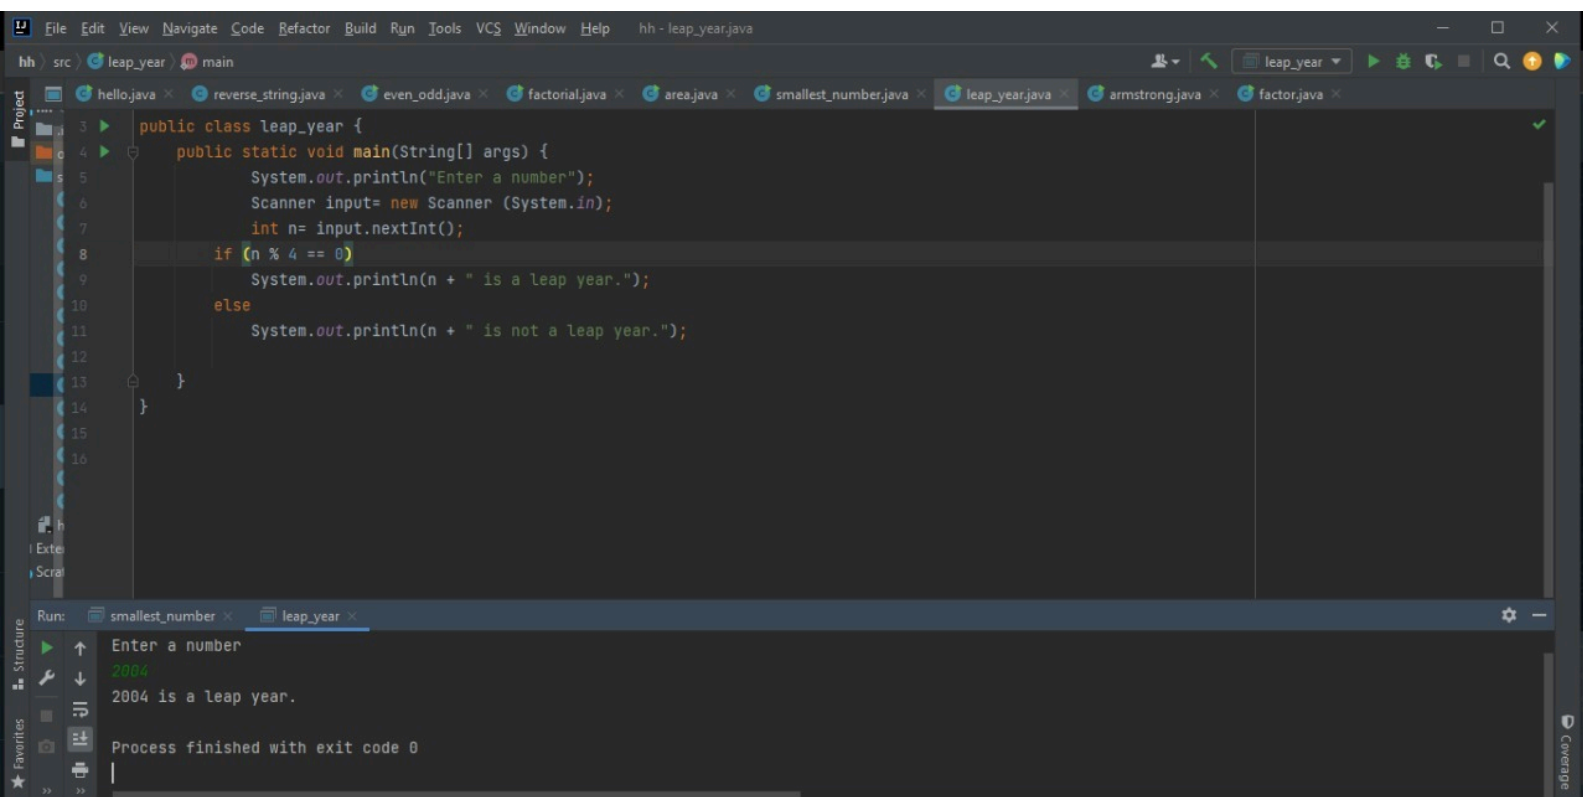 File Edit View Navigate Code Refactor Build Run Tools VCS Window Help hh - leap_year.java
hh src leap_year main leap_year
hello.java reverse_string.java even_odd.java factorial.java area.java smallest_number.java leap_year.java armstrong.java factor.java
Project
3 public class leap_year {
4 public static void main(String[] args) {
5 System.out.println("Enter a number");
6 Scanner input= new Scanner (System.in);
7 int n= input.nextInt();
8 if (n % 4 == 0)
9 System.out.println(n + " is a leap year.");
10 else
11 System.out.println(n + " is not a leap year.");
12
13 }
14 }
15
16
Run: smallest_number leap_year
Structure
Favorites
Enter a number
2004
2004 is a leap year.
Process finished with exit code 0
Coverage